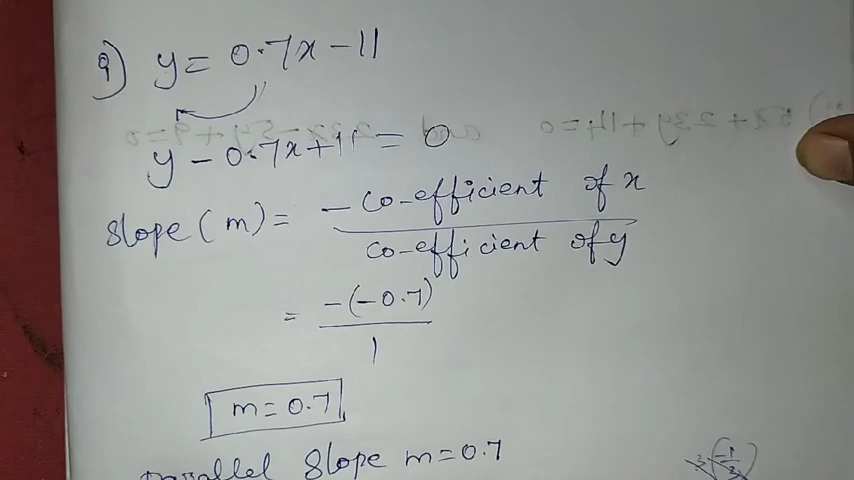 9) y = 0.7x - 11
y - 0.7x + 11 = 0
Slope (m) = - co-efficient of x
co-efficient of y
= -(-0.7)
1
m = 0.7
Parallel Slope m = 0.7